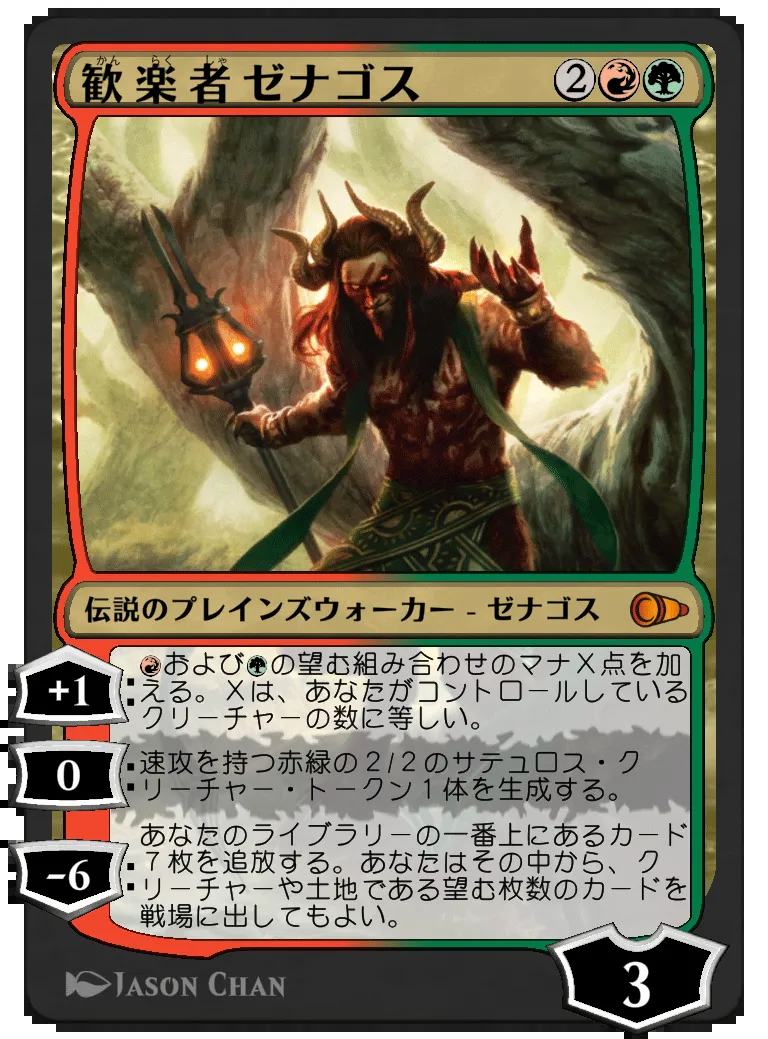 歓楽者ゼナゴス 2
かん らく しゃ
伝説のプレインズウォーカー - ゼナゴス
+1
およびの望む組み合わせのマナX点を加
える。Xは、あなたがコントロールしている
クリーチャーの数に等しい。
0
速攻を持つ赤緑の2/2のサテュロス・ク
リーチャー・トークン1体を生成する。
-6
あなたのライブラリーの一番上にあるカード
7枚を追放する。あなたはその中から、ク
リーチャーや土地である望む枚数のカードを
戦場に出してもよい。
JASON CHAN
3